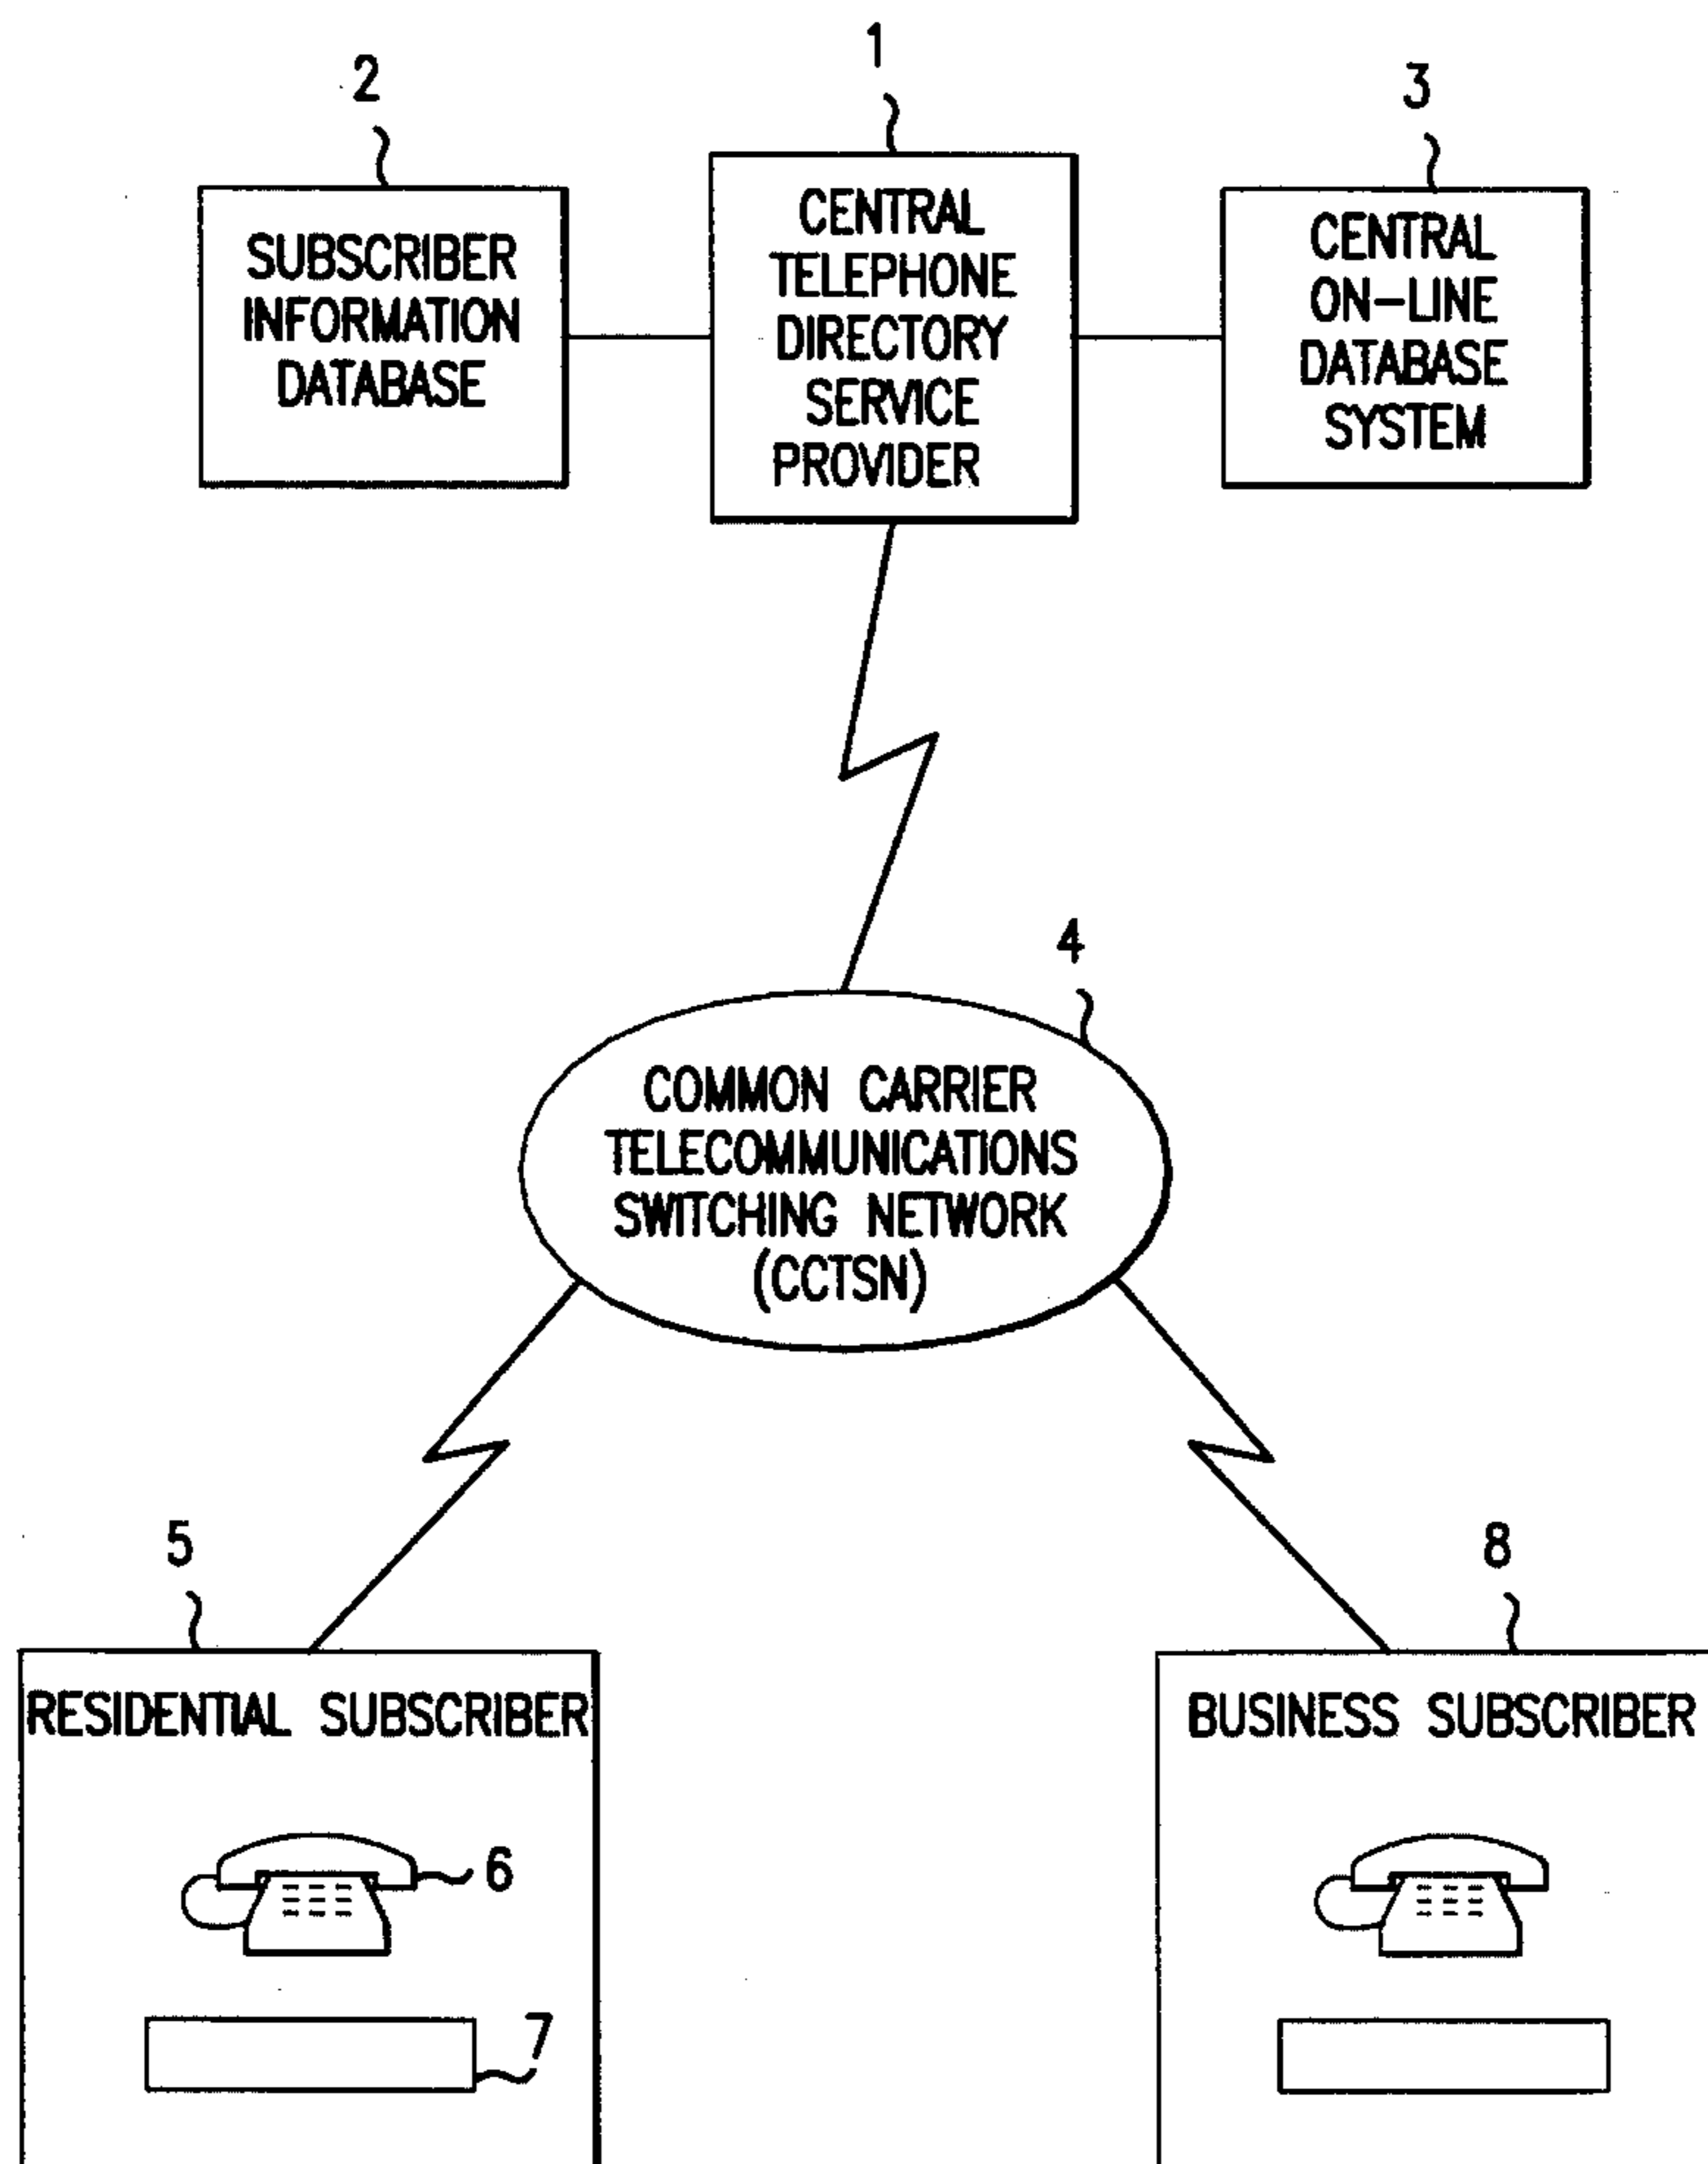 1
2
3
SUBSCRIBER
INFORMATION
DATABASE
CENTRAL
TELEPHONE
DIRECTORY
SERVICE
PROVIDER
CENTRAL
ON-LINE
DATABASE
SYSTEM
4
COMMON CARRIER
TELECOMMUNICATIONS
SWITCHING NETWORK
(CCTSN)
5
8
RESIDENTIAL SUBSCRIBER
BUSINESS SUBSCRIBER
6
7